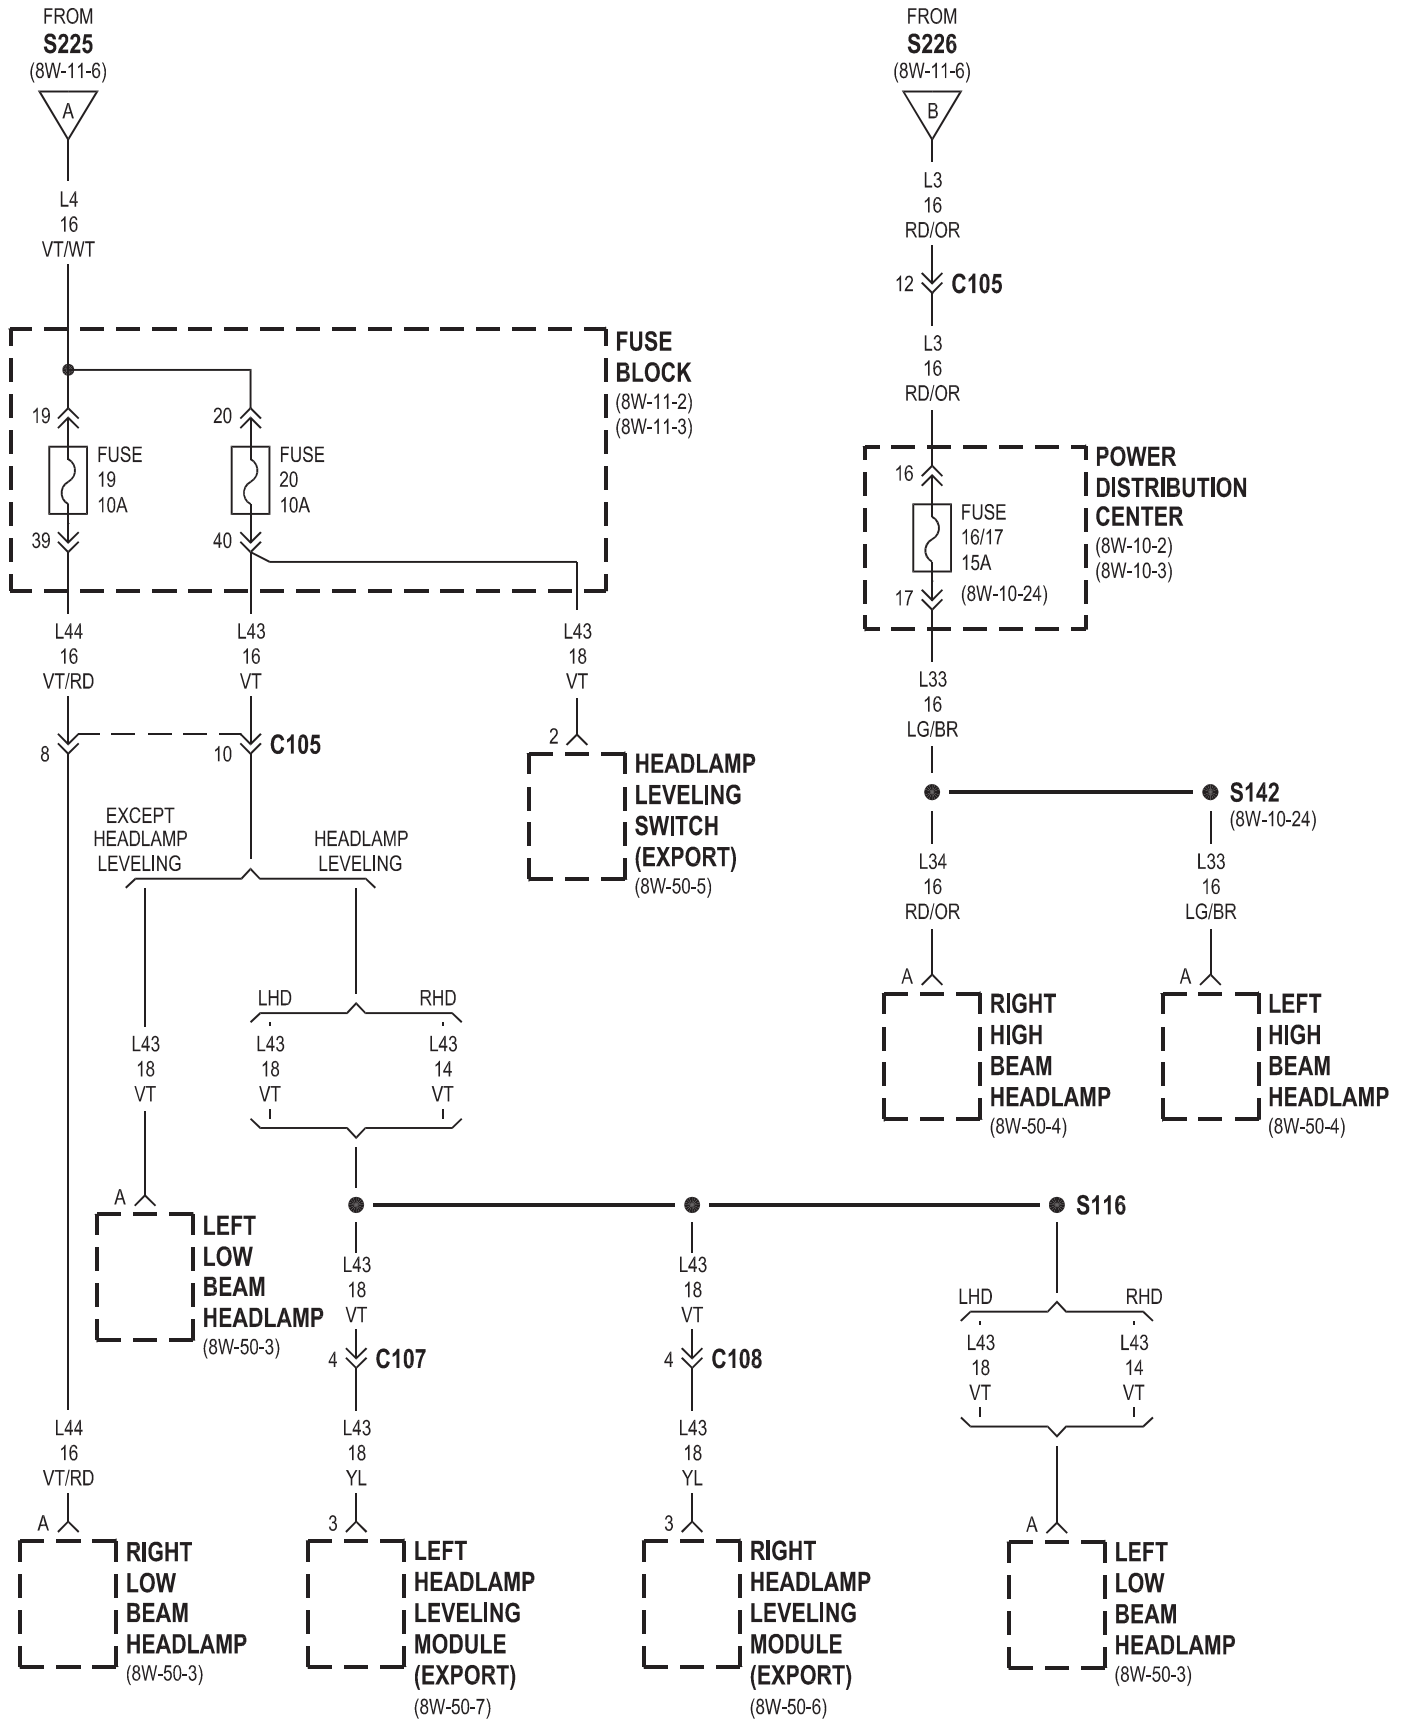 FROM
S225
(8W-11-6)
A
L4
16
VT/WT
FROM
S226
(8W-11-6)
B
L3
16
RD/OR
12
C105
L3
16
RD/OR
FUSE
BLOCK
(8W-11-2)
(8W-11-3)
19
FUSE
19
10A
39
20
FUSE
20
10A
40
POWER
DISTRIBUTION
CENTER
(8W-10-2)
(8W-10-3)
16
FUSE
16/17
15A
(8W-10-24)
17
L44
16
VT/RD
L43
16
VT
L43
18
VT
8
10
C105
2
HEADLAMP
LEVELING
SWITCH
(EXPORT)
(8W-50-5)
L33
16
LG/BR
S142
(8W-10-24)
L34
16
RD/OR
L33
16
LG/BR
A
RIGHT
HIGH
BEAM
HEADLAMP
(8W-50-4)
A
LEFT
HIGH
BEAM
HEADLAMP
(8W-50-4)
EXCEPT
HEADLAMP
LEVELING
HEADLAMP
LEVELING
L43
18
VT
LHD
RHD
L43
18
VT
L43
14
VT
A
LEFT
LOW
BEAM
HEADLAMP
(8W-50-3)
S116
L43
18
VT
4
C107
L43
18
YL
L43
18
VT
4
C108
L43
18
YL
LHD
RHD
L43
18
VT
L43
14
VT
L44
16
VT/RD
A
RIGHT
LOW
BEAM
HEADLAMP
(8W-50-3)
3
LEFT
HEADLAMP
LEVELING
MODULE
(EXPORT)
(8W-50-7)
3
RIGHT
HEADLAMP
LEVELING
MODULE
(EXPORT)
(8W-50-6)
A
LEFT
LOW
BEAM
HEADLAMP
(8W-50-3)